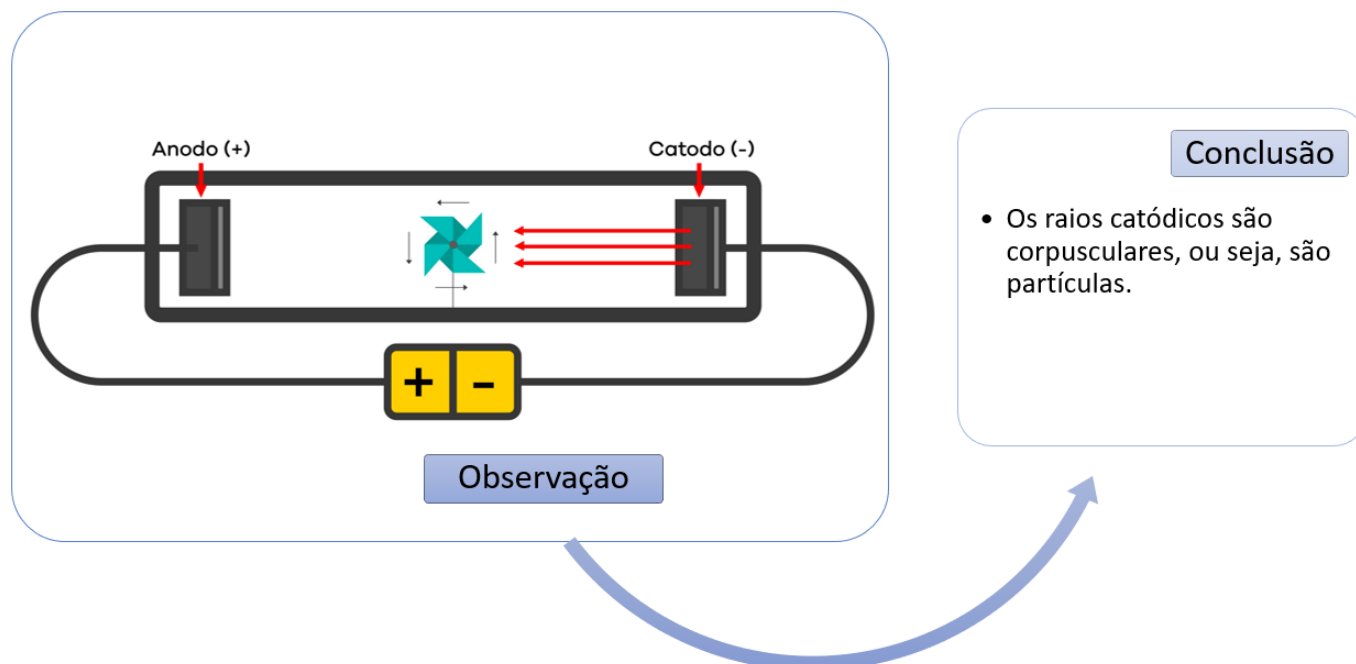 Anodo (+)
Catodo (-)
+ -
Observação
Conclusão
• Os raios catódicos são
corpusculares, ou seja, são
partículas.